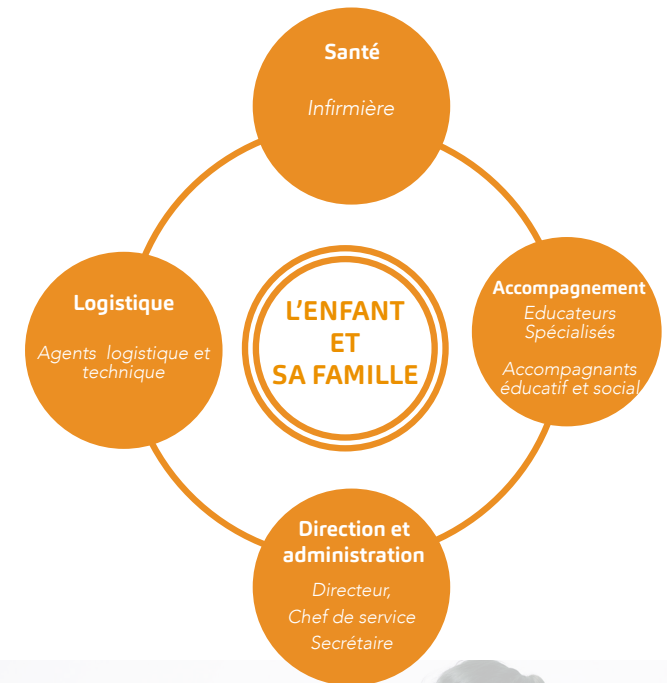 Santé
Infirmière
Logistique
Agents logistique et
technique
L'ENFANT
ET
SA FAMILLE
Accompagnement
Educateurs
Spécialisés
Accompagnants
éducatif et social
Direction et
administration
Directeur,
Chef de service
Secrétaire